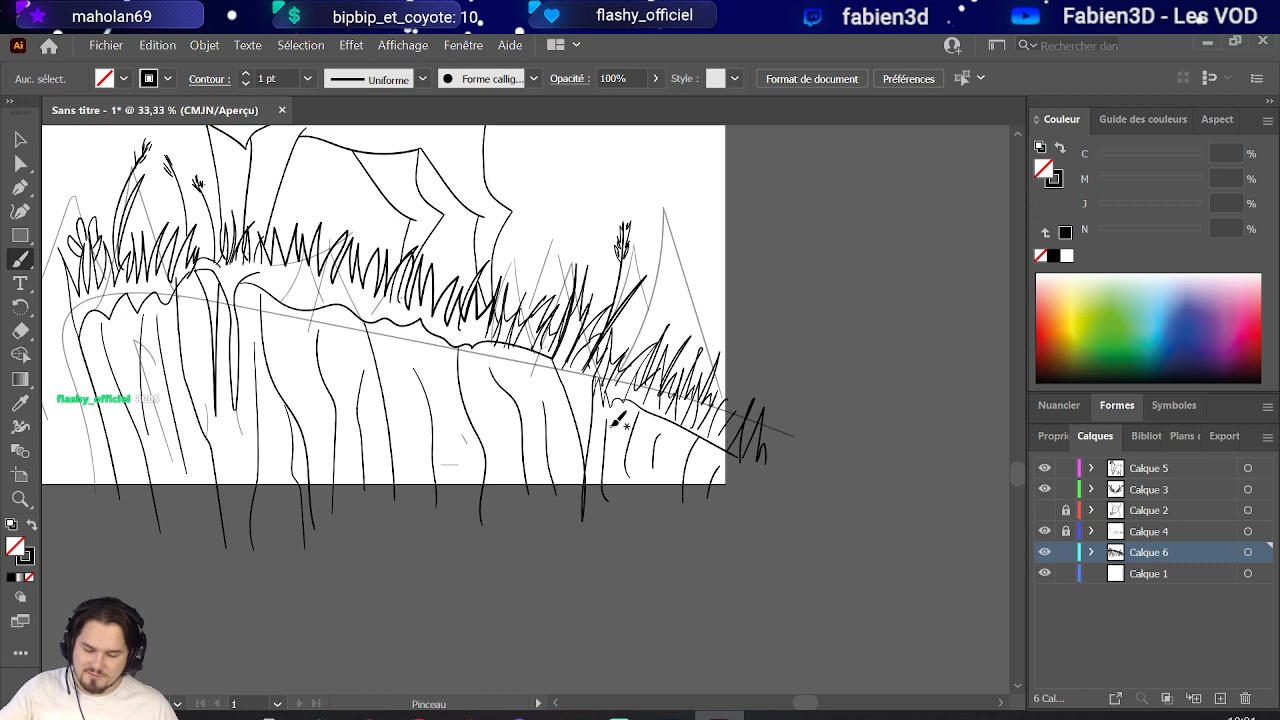 maholan69
bipbip_et_coyote: 10
flashy_officiel
fabien3d
Fabien3D - Les VOD
Ai
Fichier Edition Objet Texte Sélection Effet Affichage Fenêtre Aide
Rechercher dan
Auc. sélect.
Contour :
1 pt
Uniforme
Forme callig...
Opacité :
100%
Style :
Format de document
Préférences
Sans titre - 1* @ 33,33 % (CMJN/Aperçu)
Couleur Guide des couleurs Aspect
C %
M %
J %
N %
flashy_officiel
Nuancier Formes Symboles
Proprié Calques Bibliot Plans d Export
Calque 5
Calque 3
Calque 2
Calque 4
Calque 6
Calque 1
6 Cal...
1
Pinceau